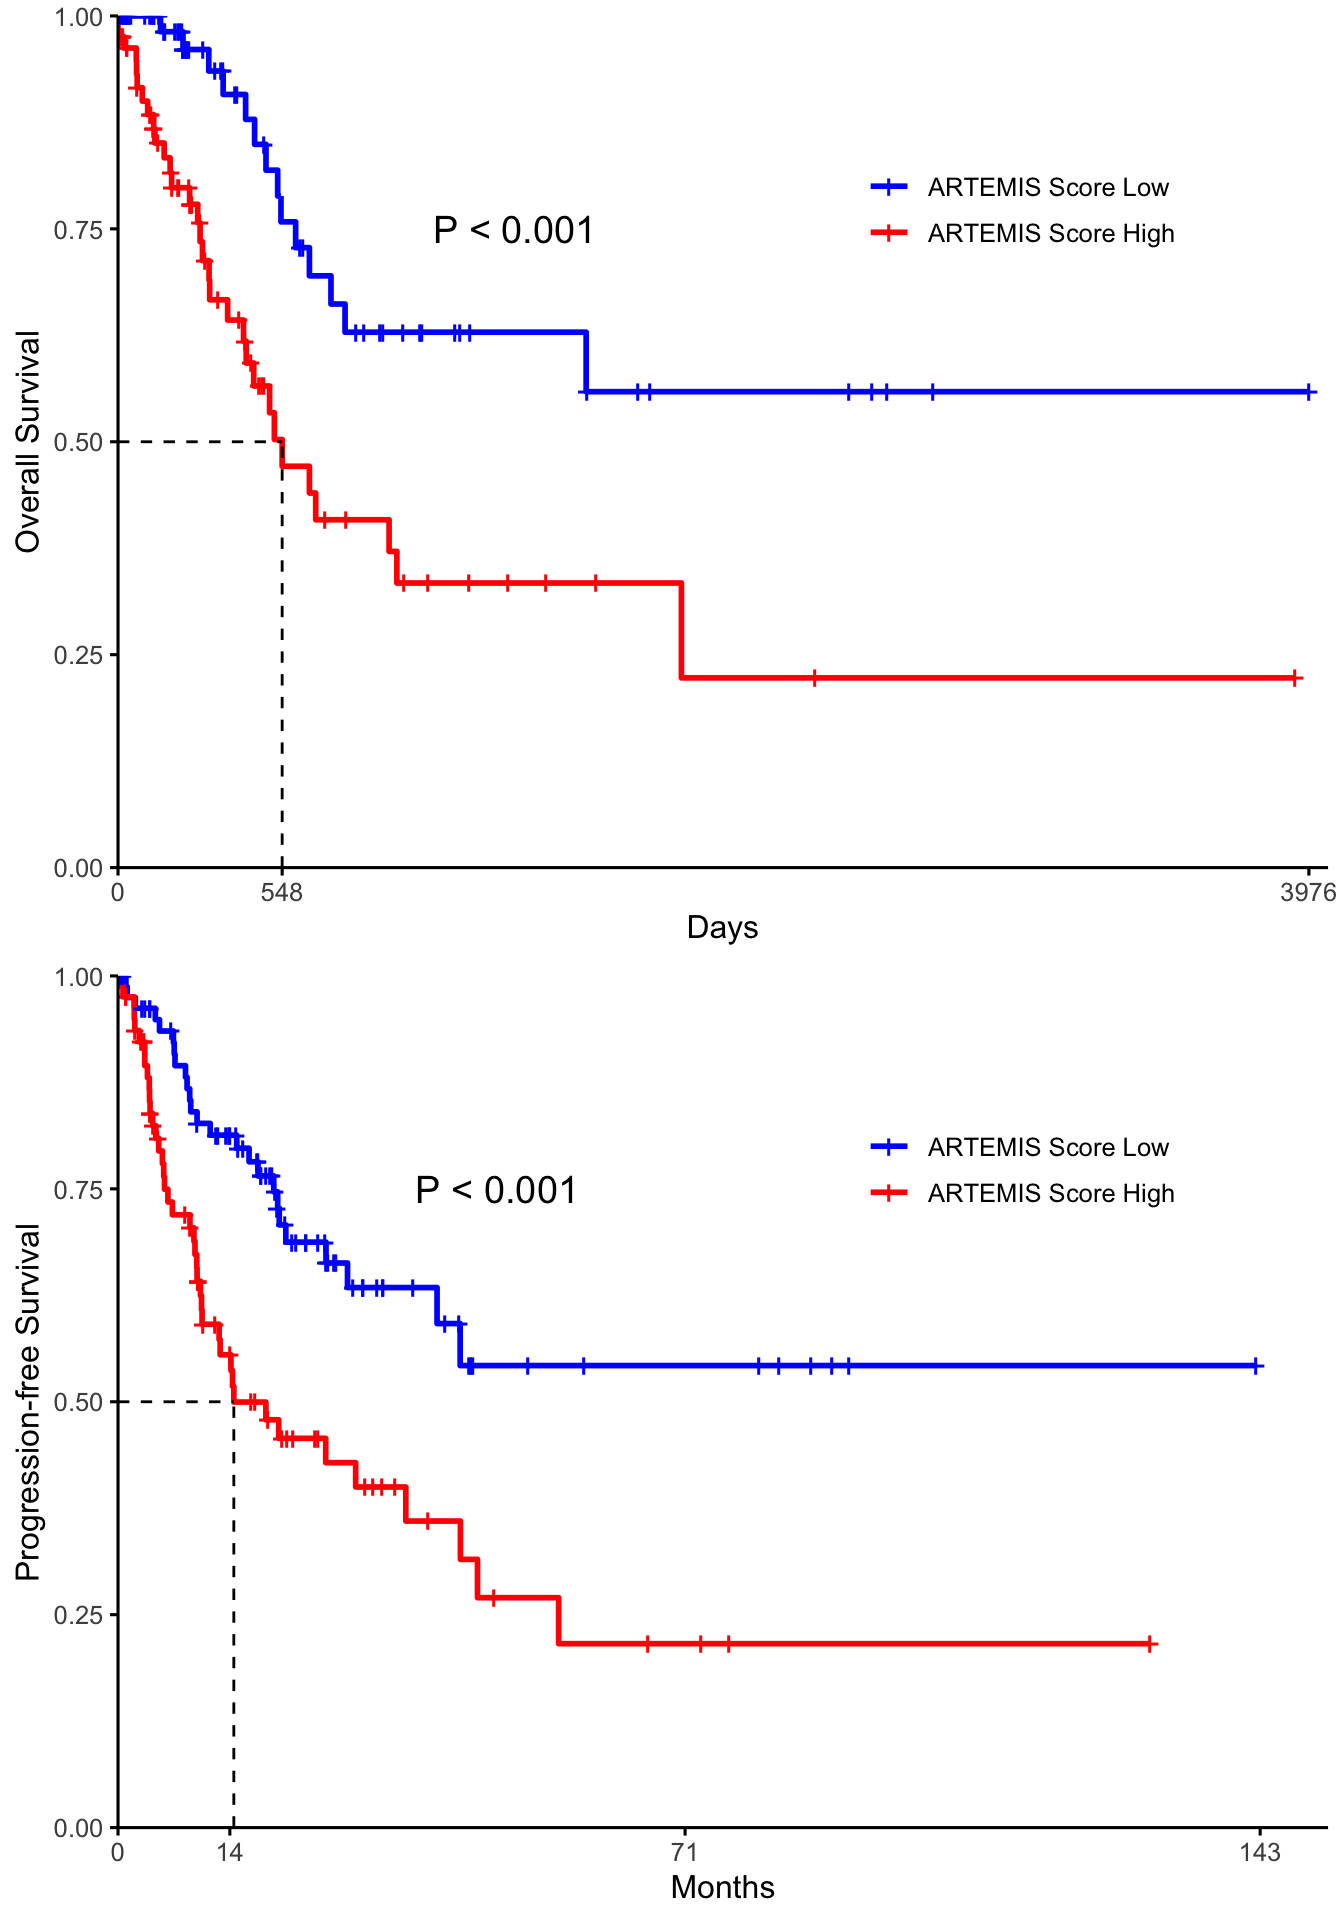 1.00
0.75
0.50
0.25
0.00
Overall Survival
P < 0.001
ARTEMIS Score Low
ARTEMIS Score High
0 548 3976
Days
1.00
0.75
0.50
0.25
0.00
Progression-free Survival
P < 0.001
ARTEMIS Score Low
ARTEMIS Score High
0 14 71 143
Months